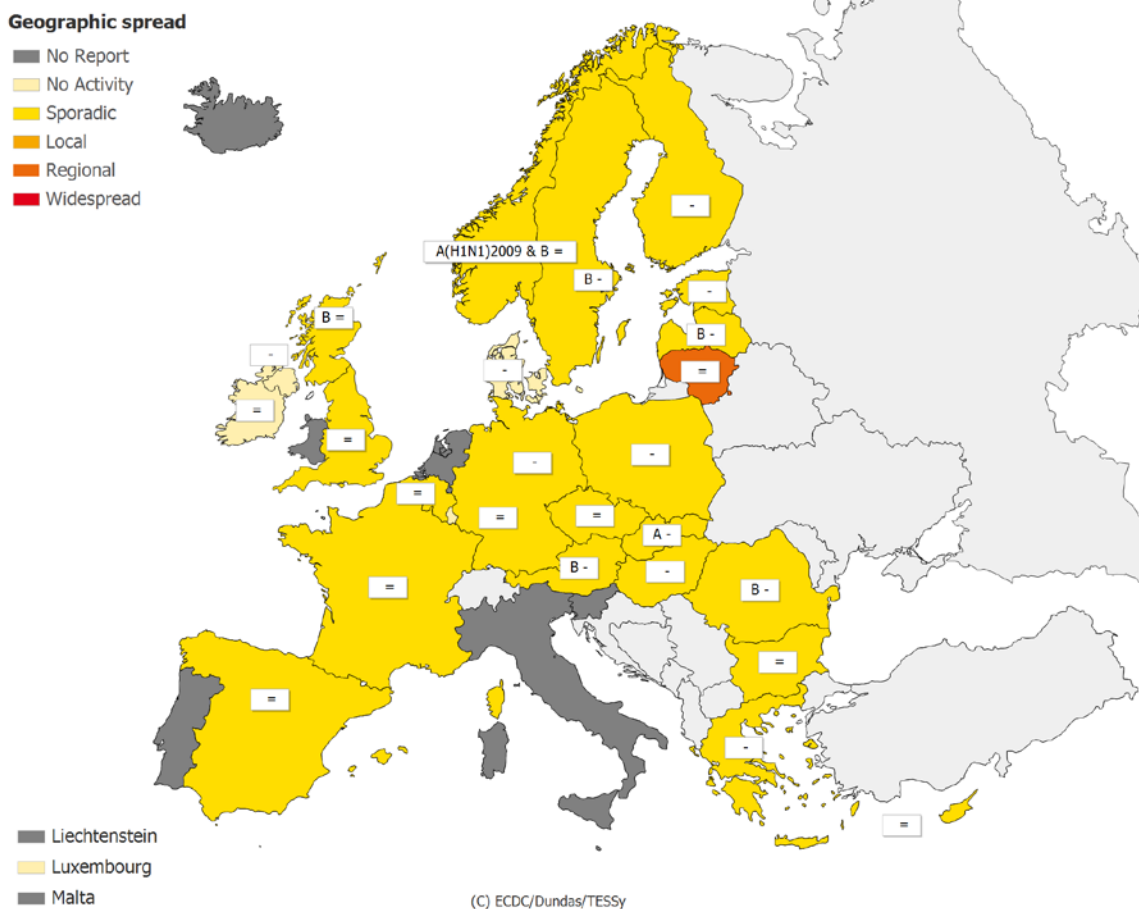 Geographic spread
No Report
No Activity
Sporadic
Local
Regional
Widespread
-
A(H1N1)2009 & B =
B -
-
B =
B -
-
-
=
=
=
-
-
=
=
=
A -
B -
-
=
B -
=
=
-
=
Liechtenstein
Luxembourg
Malta
(C) ECDC/Dundas/TESSy